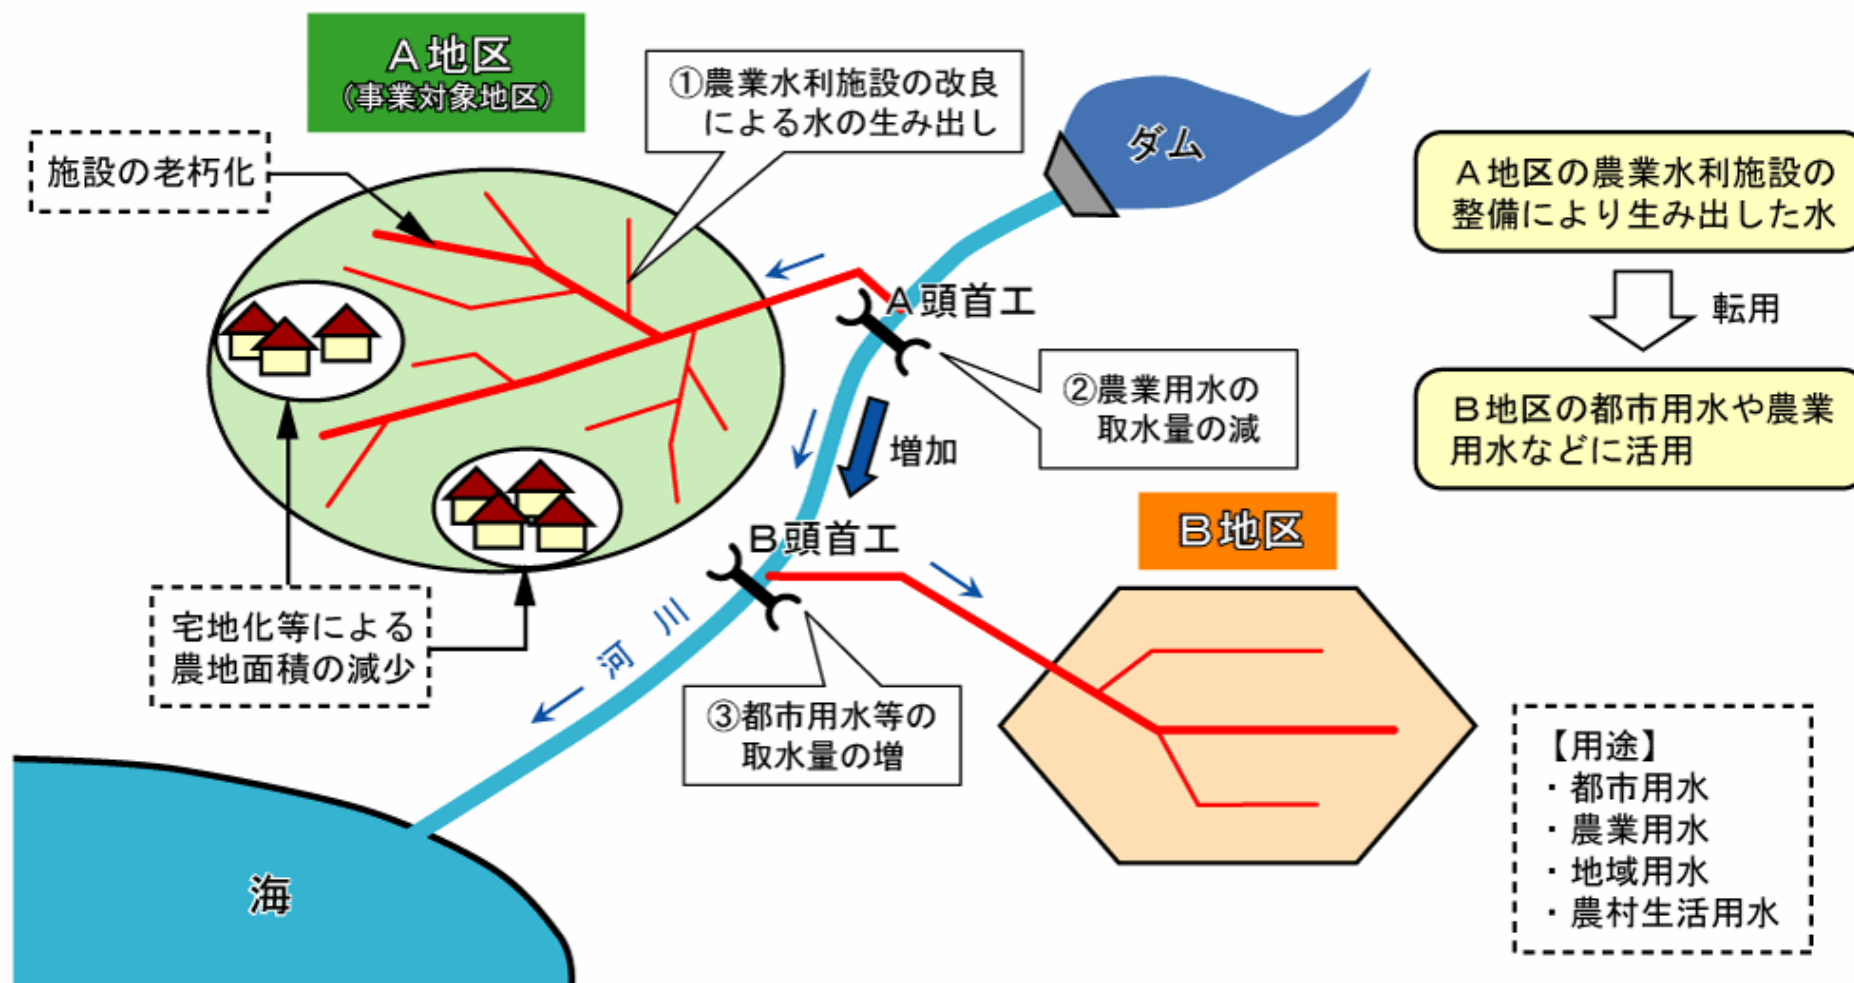 A地区
(事業対象地区)
①農業水利施設の改良
による水の生み出し
ダム
施設の老朽化
A地区の農業水利施設の
整備により生み出した水
転用
A頭首工
②農業用水の
取水量の減
B地区の都市用水や農業
用水などに活用
増加
B地区
B頭首工
宅地化等による
農地面積の減少
河川
③都市用水等の
取水量の増
【用途】
・都市用水
・農業用水
・地域用水
・農村生活用水
海